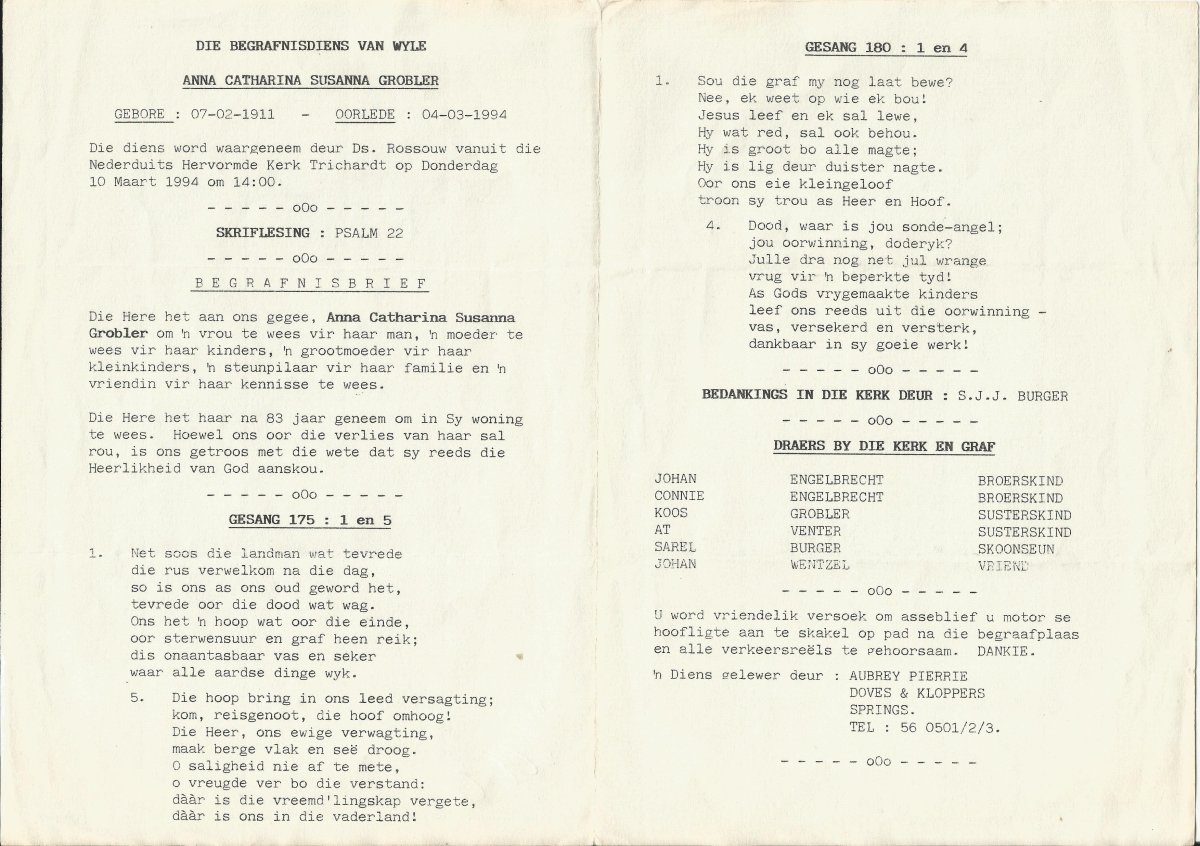 DIE BEGRAFNISDIENS VAN WYLE
ANNA CATHARINA SUSANNA GROBLER
GEBORE : 07-02-1911 - OORLEDE : 04-03-1994
Die diens word waargeneem deur Ds. Rossouw vanuit die
Nederduits Hervormde Kerk Trichardt op Donderdag
10 Maart 1994 om 14:00.
- - - - - oOo - - - - -
SKRIFLESING : PSALM 22
- - - - - oOo - - - - -
B E G R A F N I S B R I E F
Die Here het aan ons gegee, Anna Catharina Susanna
Grobler om 'n vrou te wees vir haar man, 'n moeder te
wees vir haar kinders, 'n grootmoeder vir haar
kleinkinders, 'n steunpilaar vir haar familie en 'n
vriendin vir haar kennisse te wees.
Die Here het haar na 83 jaar geneem om in Sy woning
te wees. Hoewel ons oor die verlies van haar sal
rou, is ons getroos met die wete dat sy reeds die
Heerlikheid van God aanskou.
- - - - - oOo - - - - -
GESANG 175 : 1 en 5
1. Net soos die landman wat tevrede
die rus verwelkom na die dag,
so is ons as ons oud geword het,
tevrede oor die dood wat wag.
Ons het 'n hoop wat oor die einde,
oor sterwensuur en graf heen reik;
dis onaantasbaar vas en seker
waar alle aardse dinge wyk.
5. Die hoop bring in ons leed versagting;
kom, reisgenoot, die hoof omhoog!
Die Heer, ons ewige verwagting,
maak berge vlak en seë droog.
O saligheid nie af te mete,
o vreugde ver bo die verstand:
dààr is die vreemd'lingskap vergete,
dààr is ons in die vaderland!
GESANG 180 : 1 en 4
1. Sou die graf my nog laat bewe?
Nee, ek weet op wie ek bou!
Jesus leef en ek sal lewe,
Hy wat red, sal ook behou.
Hy is groot bo alle magte;
Hy is lig deur duister nagte.
Oor ons eie kleingeloof
troon sy trou as Heer en Hoof.
4. Dood, waar is jou sonde-angel;
jou oorwinning, doderyk?
Julle dra nog net jul wrange
vrug vir 'n beperkte tyd!
As Gods vrygemaakte kinders
leef ons reeds uit die oorwinning -
vas, versekerd en versterk,
dankbaar in sy goeie werk!
- - - - - oOo - - - - -
BEDANKINGS IN DIE KERK DEUR : S.J.J. BURGER
- - - - - oOo - - - - -
DRAERS BY DIE KERK EN GRAF
JOHAN ENGELBRECHT BROERSKIND
CONNIE ENGELBRECHT BROERSKIND
KOOS GROBLER SUSTERSKIND
AT VENTER SUSTERSKIND
SAREL BURGER SKOONSEUN
JOHAN WENTZEL VRIEND
- - - - - oOo - - - - -
U word vriendelik versoek om asseblief u motor se
hoofligte aan te skakel op pad na die begraafplaas
en alle verkeersreëls te gehoorsaam. DANKIE.
'n Diens gelewer deur : AUBREY PIERRIE
DOVES & KLOPPERS
SPRINGS.
TEL : 56 0501/2/3.
- - - - - oOo - - - - -